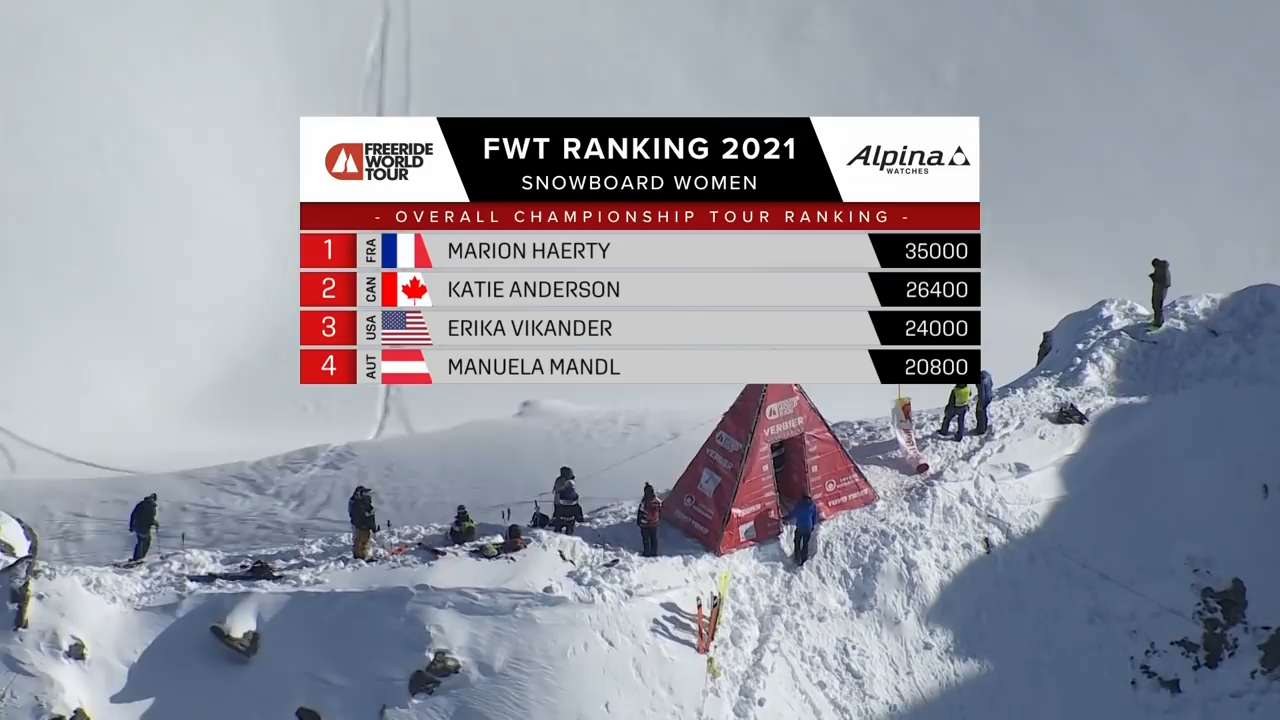 FREERIDE
WORLD
TOUR
FWT RANKING 2021
SNOWBOARD WOMEN
Alpina
WATCHES
- OVERALL CHAMPIONSHIP TOUR RANKING -
1 FRA MARION HAERTY 35000
2 CAN KATIE ANDERSON 26400
3 USA ERIKA VIKANDER 24000
4 AUT MANUELA MANDL 20800
VERBIER
VERBIER